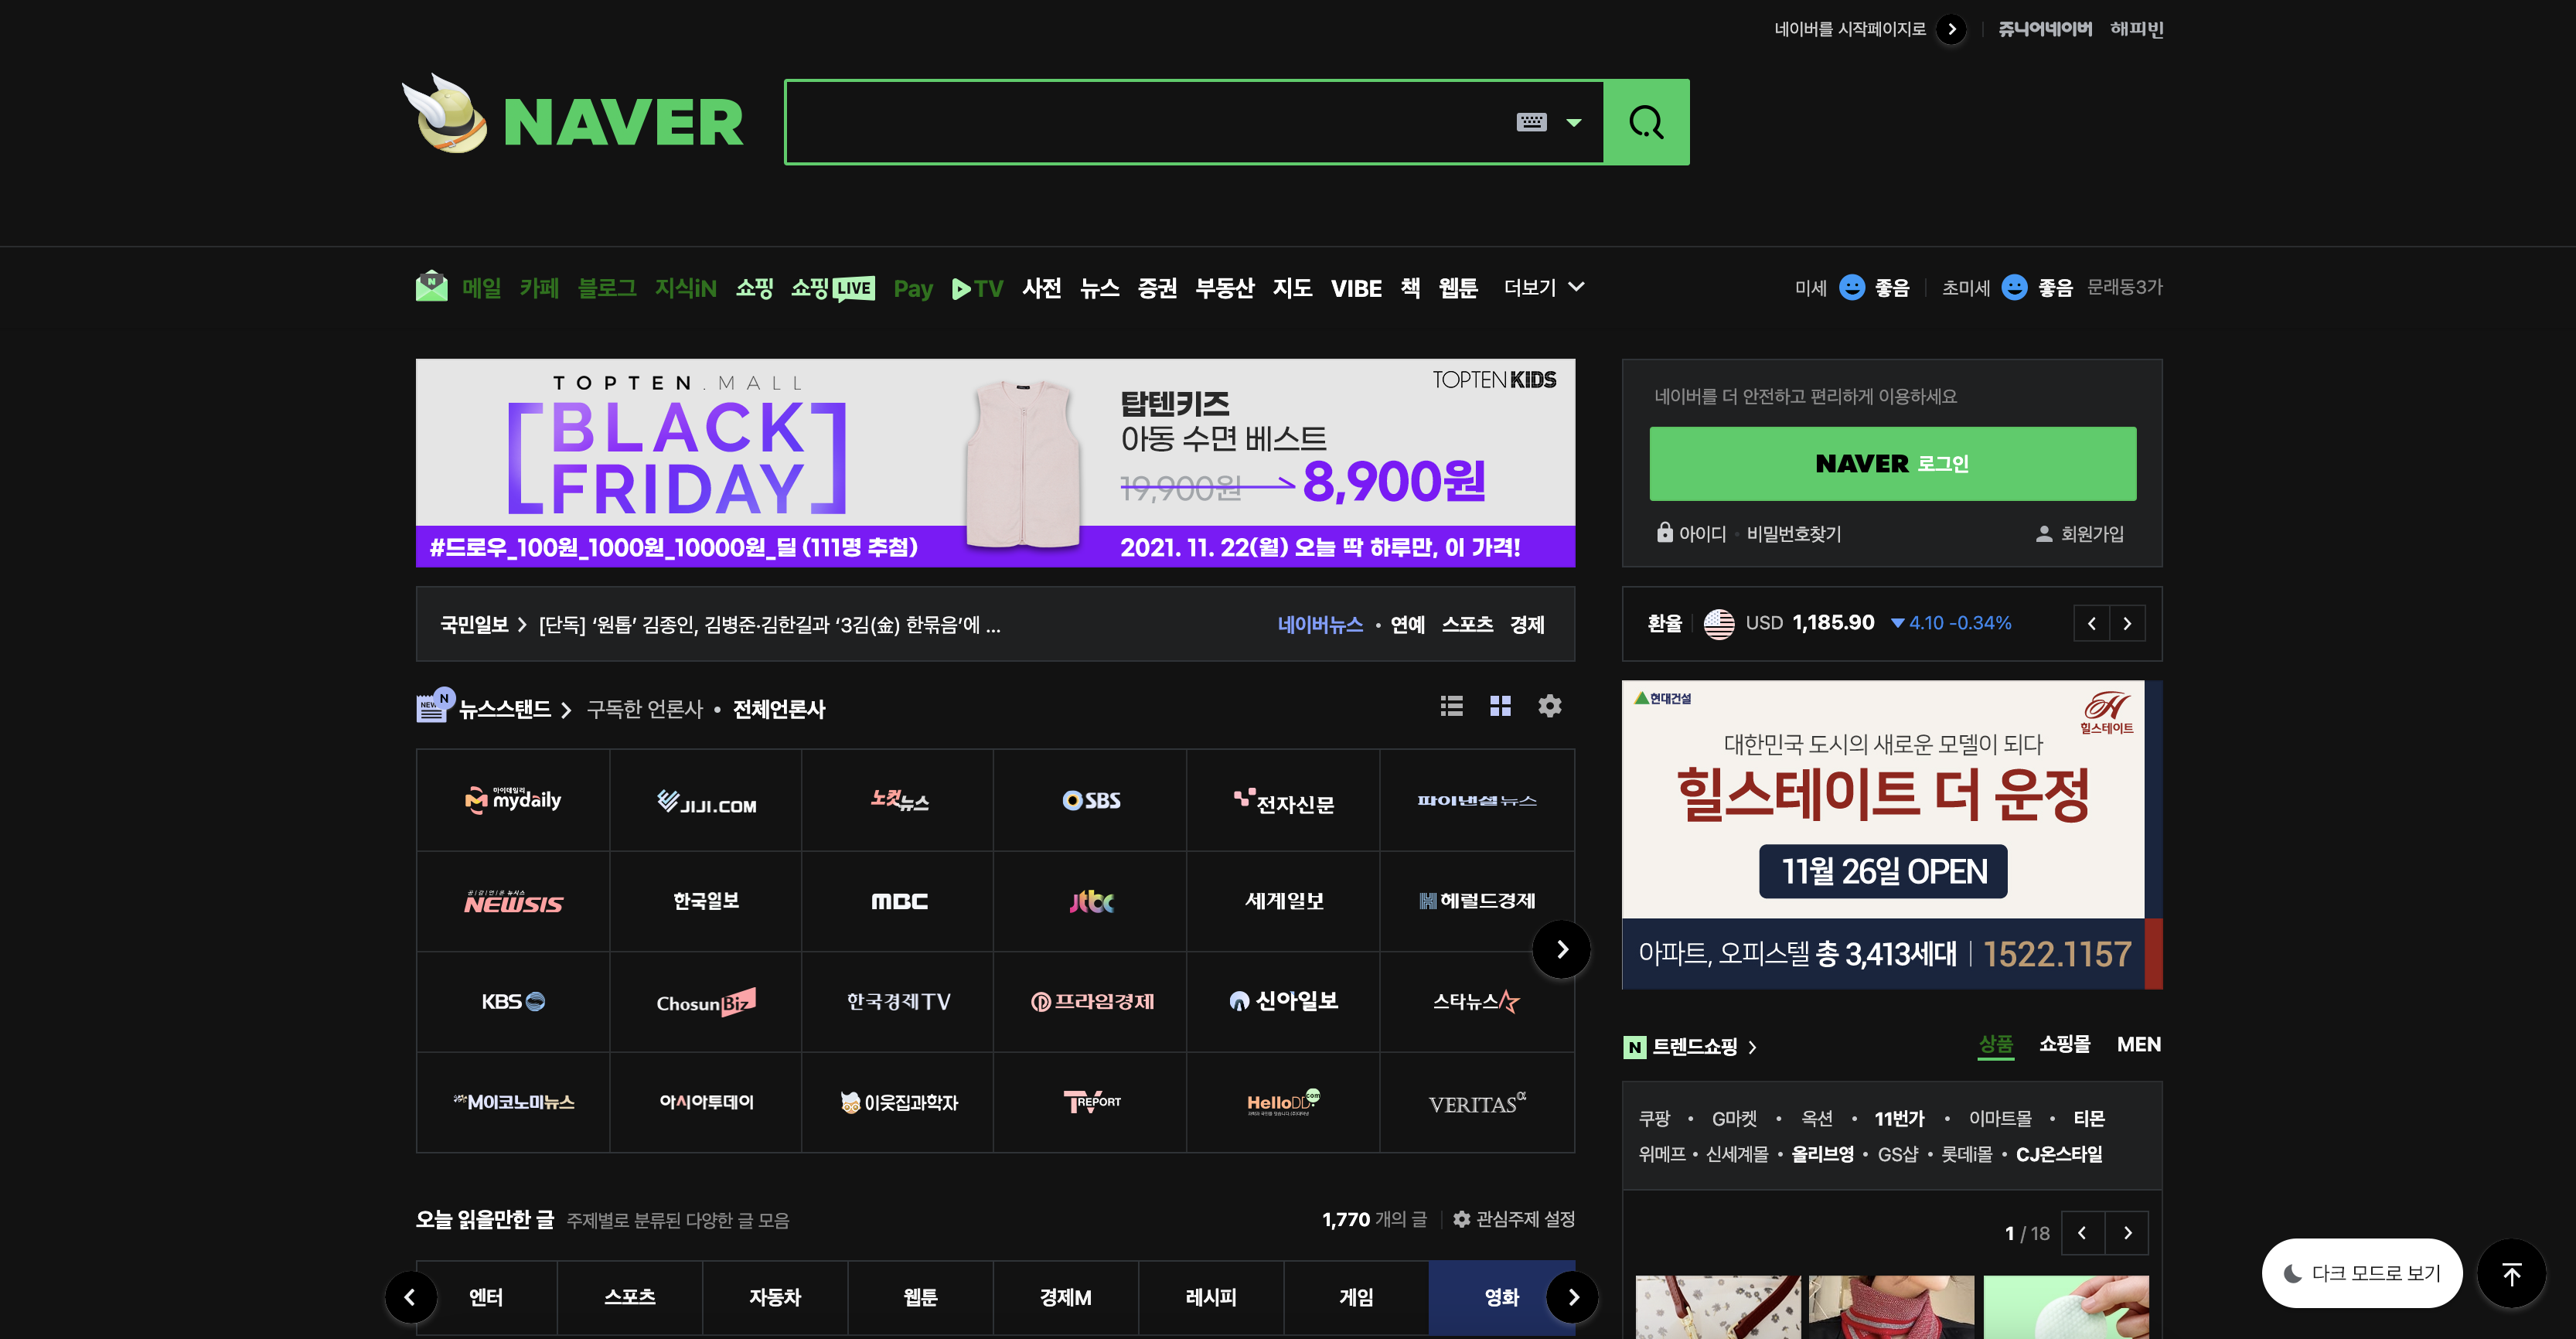 네이버를 시작페이지로 쥬니어네이버 해피빈
NAVER
메일 카페 블로그 지식iN 쇼핑 쇼핑LIVE Pay TV 사전 뉴스 증권 부동산 지도 VIBE 책 웹툰 더보기
미세 좋음 초미세 좋음 문래동3가
TOPTEN.MALL
[BLACK
FRIDAY]
#드로우_100원_1000원_10000원_딜 (111명 추첨)
TOPTEN KIDS
탑텐키즈
아동 수면 베스트
19,900원 8,900원
2021. 11. 22(월) 오늘 딱 하루만, 이 가격!
네이버를 더 안전하고 편리하게 이용하세요
NAVER 로그인
아이디 · 비밀번호찾기 회원가입
국민일보 [단독] ‘원톱’ 김종인, 김병준·김한길과 ‘3김(金) 한묶음’에 ...
네이버뉴스 · 연예 스포츠 경제
환율 USD 1,185.90 ▼4.10 -0.34%
NEWS N 뉴스스탠드 구독한 언론사 • 전체언론사
마이데일리 mydaily JIJI.COM 노컷뉴스 SBS 전자신문 파이낸셜뉴스
NEWSIS 한국일보 MBC jtbc 세계일보 헤럴드경제
KBS ChosunBiz 한국경제TV 프라임경제 신아일보 스타뉴스
M이코노미뉴스 아시아투데이 이웃집과학자 TV REPORT HelloDD.com VERITAS α
현대건설
힐스테이트
대한민국 도시의 새로운 모델이 되다
힐스테이트 더 운정
11월 26일 OPEN
아파트, 오피스텔 총 3,413세대 | 1522.1157
N 트렌드쇼핑 상품 쇼핑몰 MEN
쿠팡 • G마켓 • 옥션 • 11번가 • 이마트몰 • 티몬
위메프 • 신세계몰 • 올리브영 • GS샵 • 롯데i몰 • CJ온스타일
1 / 18
오늘 읽을만한 글 주제별로 분류된 다양한 글 모음
1,770 개의 글 관심주제 설정
엔터 스포츠 자동차 웹툰 경제M 레시피 게임 영화
다크 모드로 보기